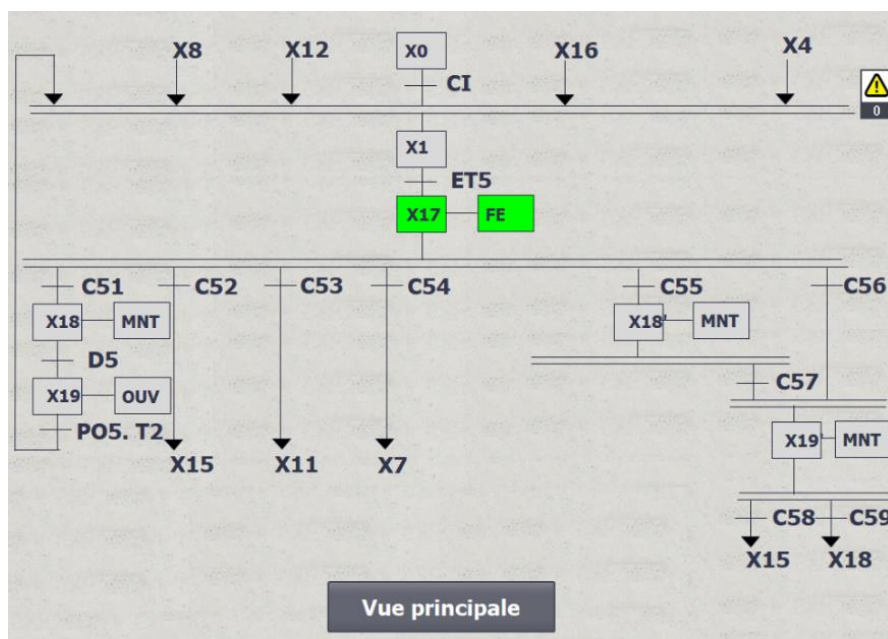 X8 X12 X0 X16 X4
CI
0
X1
ET5
X17 FE
C51 C52 C53 C54 C55 C56
X18 MNT X18' MNT
D5
C57
X19 OUV
PO5. T2
X19' MNT
X15 X11 X7
C58 C59
X15 X18
Vue principale